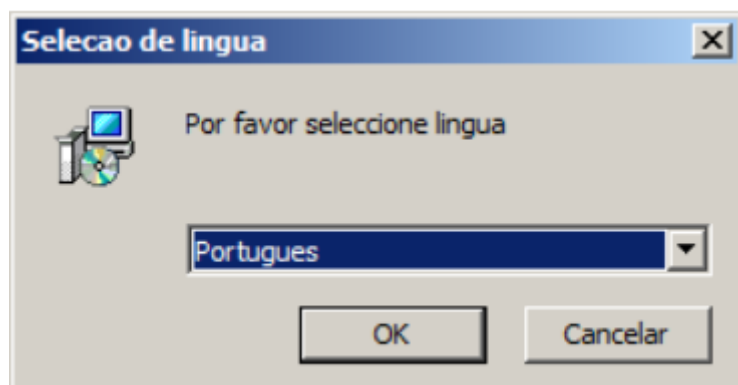 Selecao de lingua
Por favor seleccione lingua
Portugues
OK
Cancelar